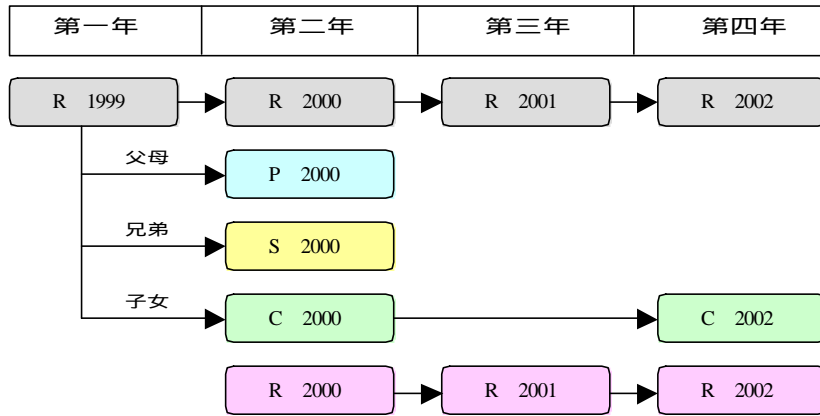 第一年 第二年 第三年 第四年
R 1999 R 2000 R 2001 R 2002
父母
P 2000
兄弟
S 2000
子女
C 2000 C 2002
R 2000 R 2001 R 2002